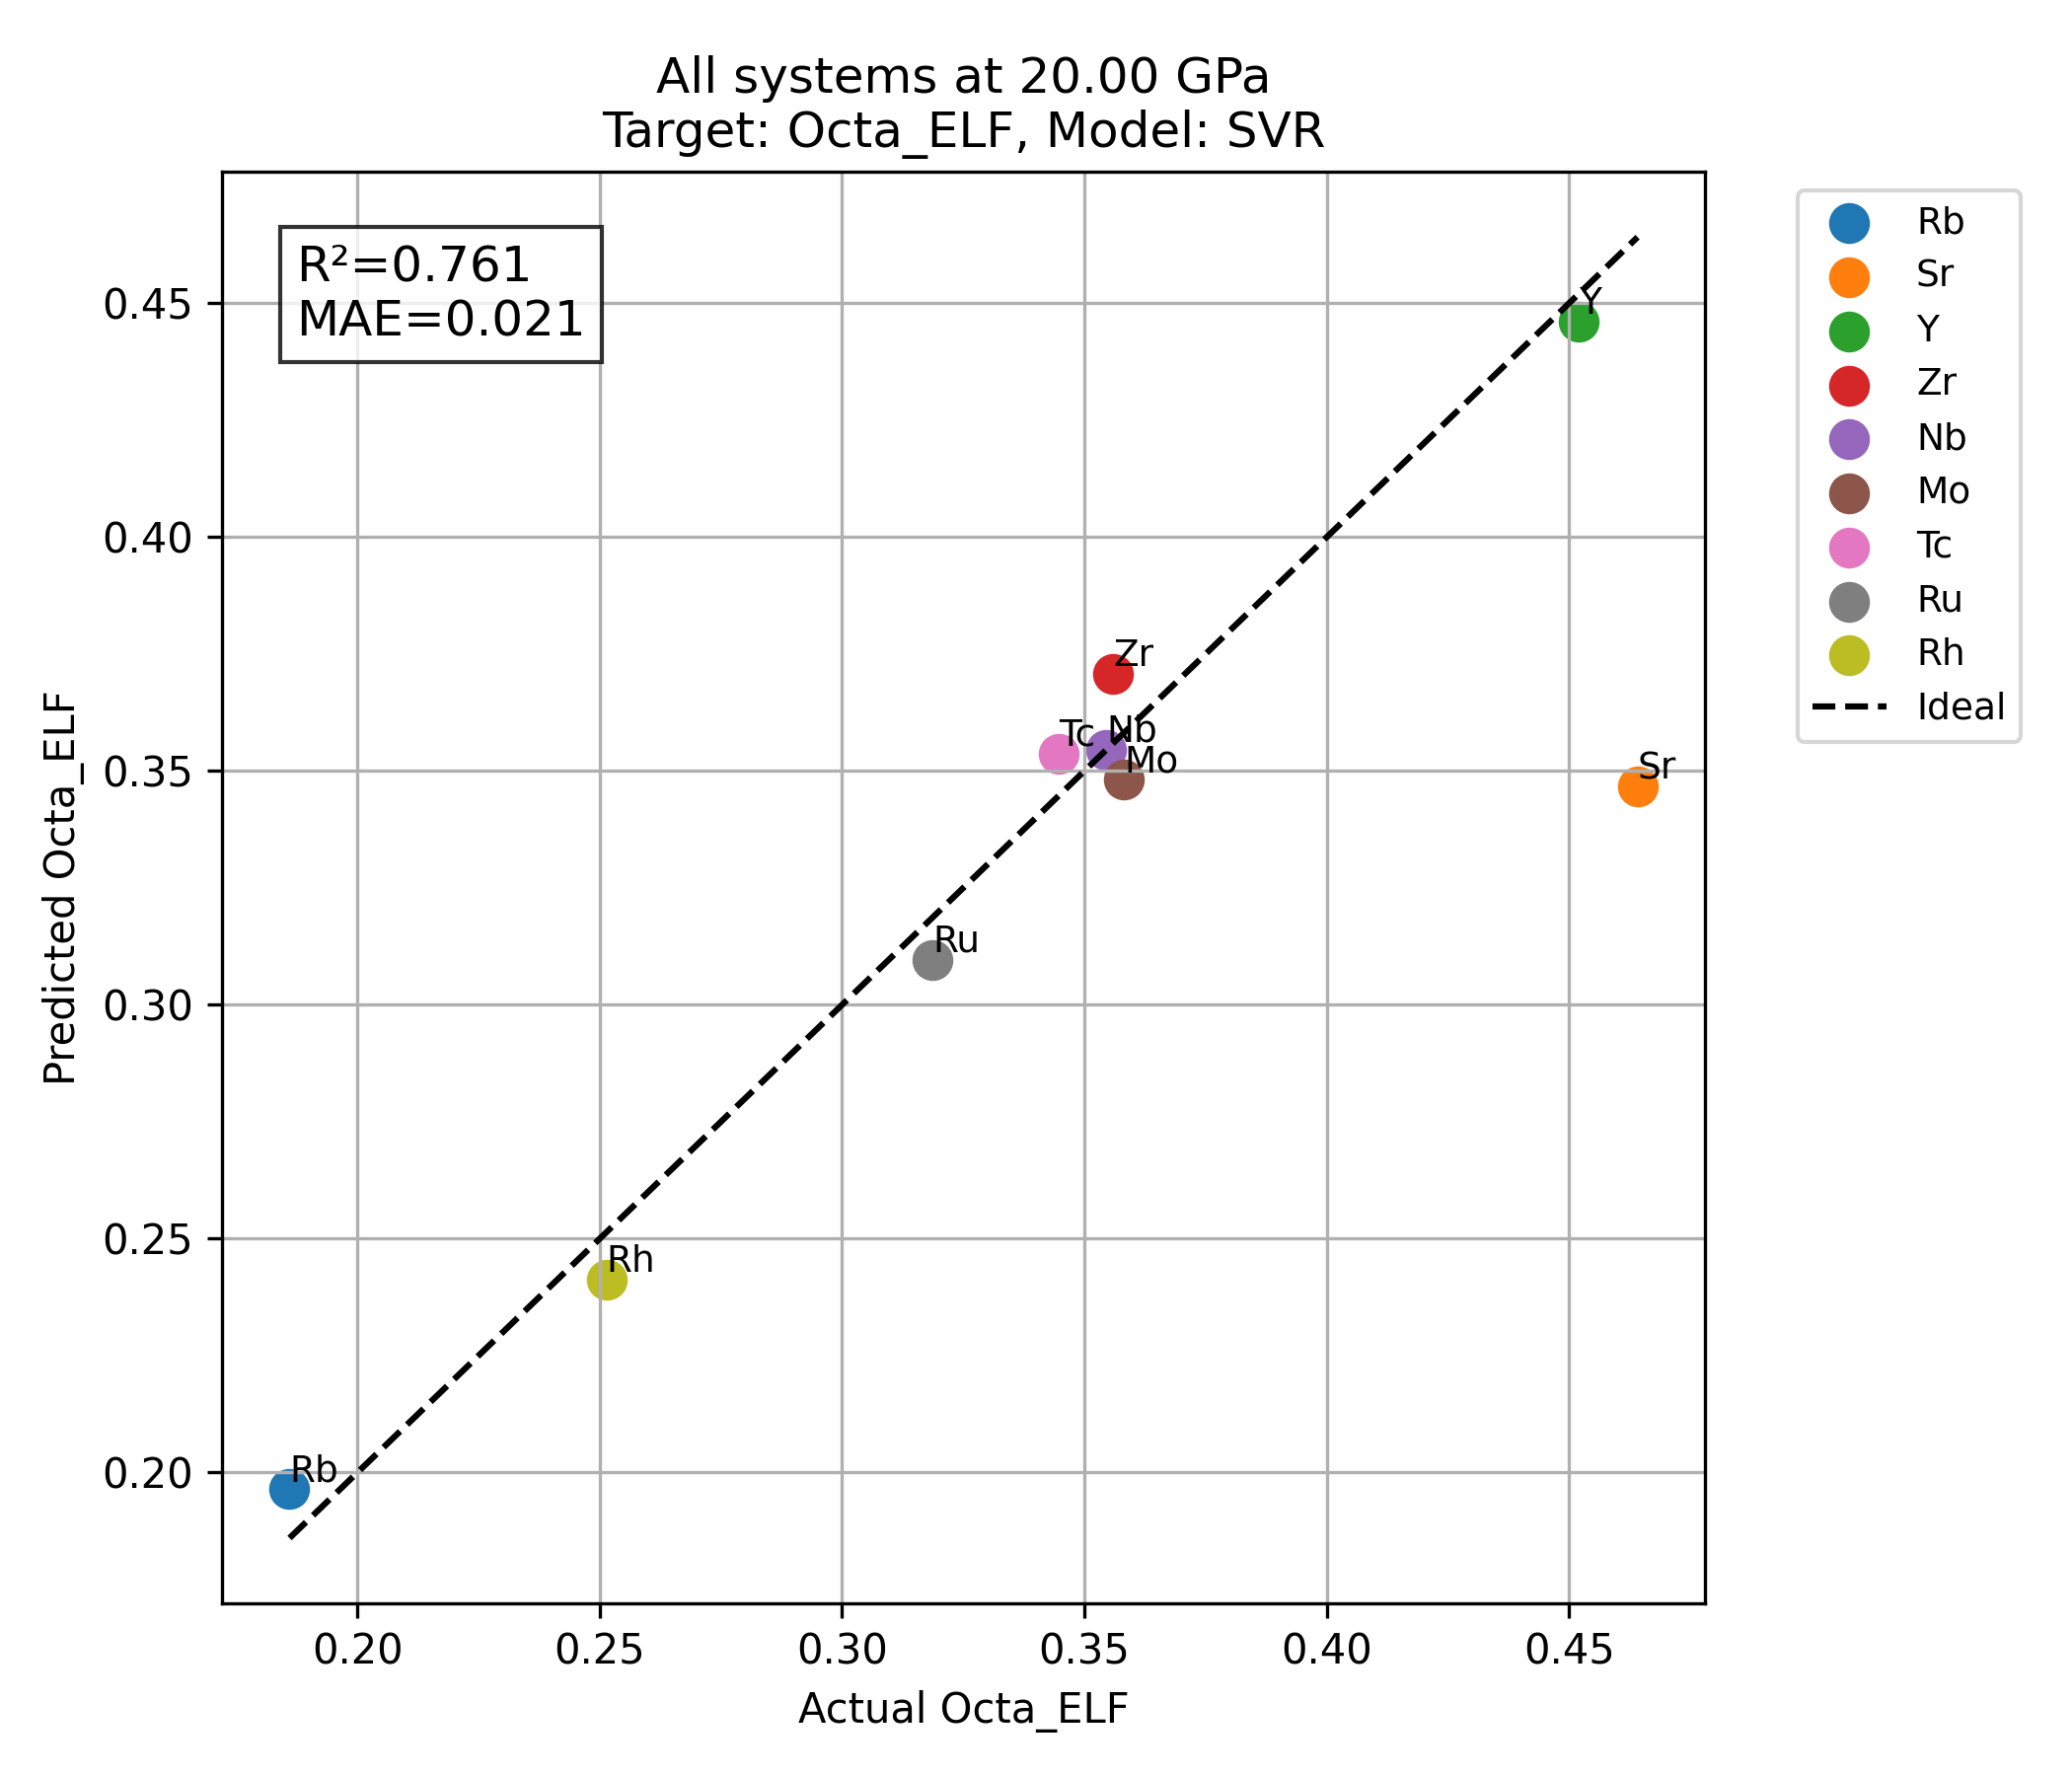 All systems at 20.00 GPa
Target: Octa_ELF, Model: SVR
R²=0.761
MAE=0.021
Rb
Sr
Y
Zr
Nb
Mo
Tc
Ru
Rh
Ideal
Y
Zr
Tc
Nb
Mo
Sr
Ru
Rh
Rb
0.45
0.40
0.35
0.30
0.25
0.20
Predicted Octa_ELF
0.20
0.25
0.30
0.35
0.40
0.45
Actual Octa_ELF